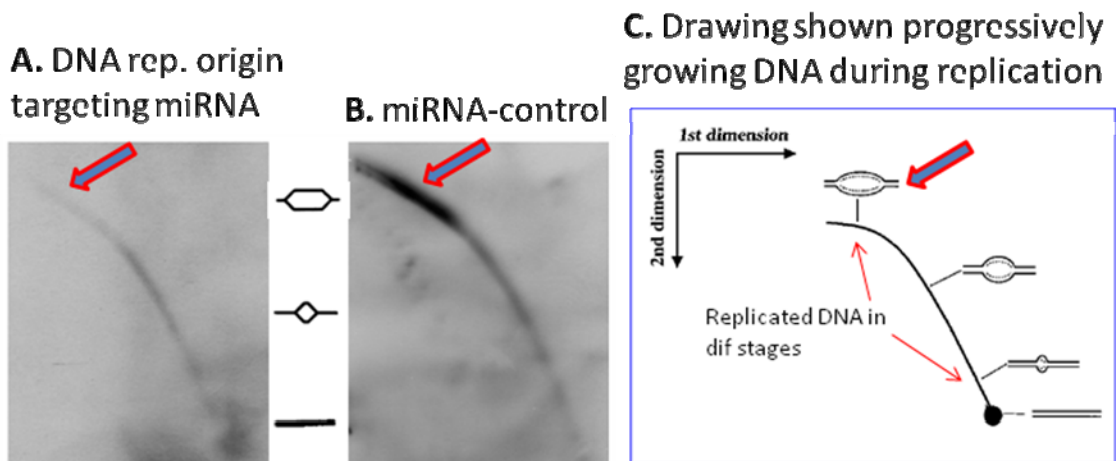 A. DNA rep. origin
targeting miRNA
B. miRNA-control
C. Drawing shown progressively
growing DNA during replication
1st dimension
2nd dimension
Replicated DNA in
dif stages